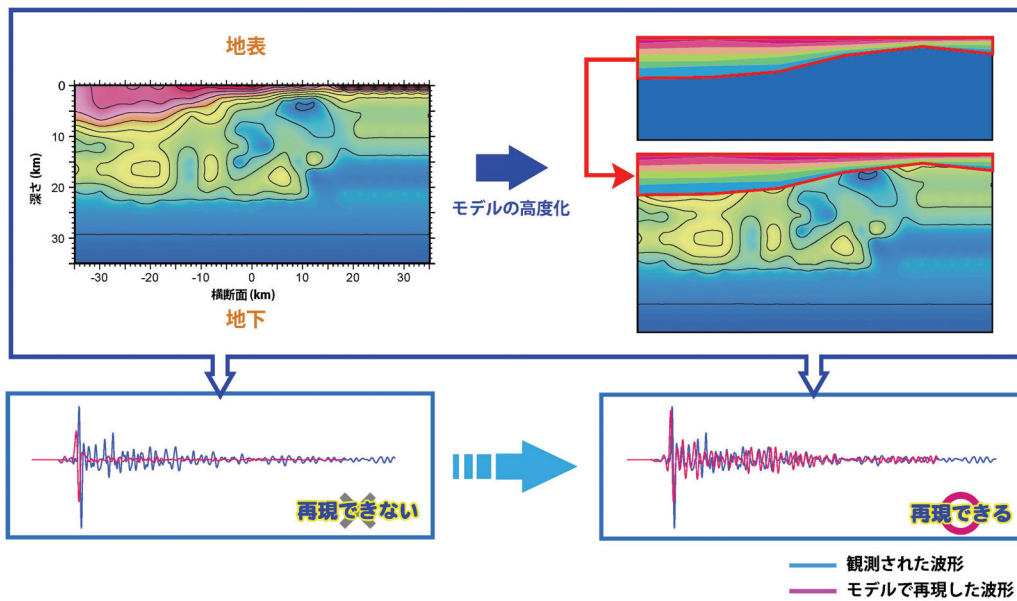 地表
0
10
20
30
深さ (km)
-30 -20 -10 0 10 20 30
横断面 (km)
地下
モデルの高度化
再現できない
再現できる
観測された波形
モデルで再現した波形